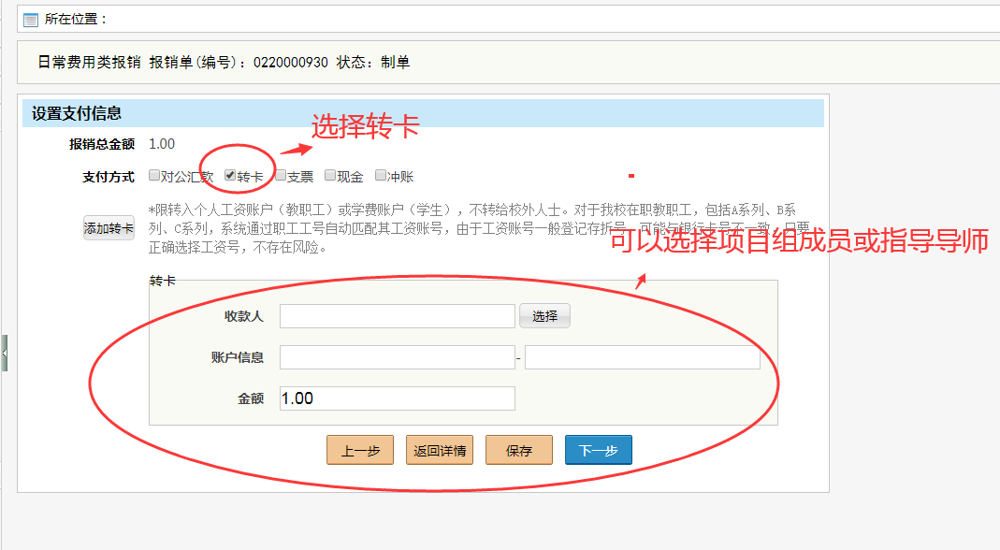 所在位置：
日常费用类报销 报销单(编号)：0220000930 状态：制单
设置支付信息
选择转卡
报销总金额 1.00
支付方式 对公汇款 转卡 支票 现金 冲账
*限转入个人工资账户（教职工）或学费账户（学生），不转给校外人士。对于我校在职教职工，包括A系列、B系
添加转卡 列、C系列，系统通过职工工号自动匹配其工资账号，由于工资账号一般登记存折号，可能与银行卡号不一致，只要
正确选择工资号，不存在风险。
可以选择项目组成员或指导导师
转卡
收款人 选择
账户信息 -
金额 1.00
上一步 返回详情 保存 下一步